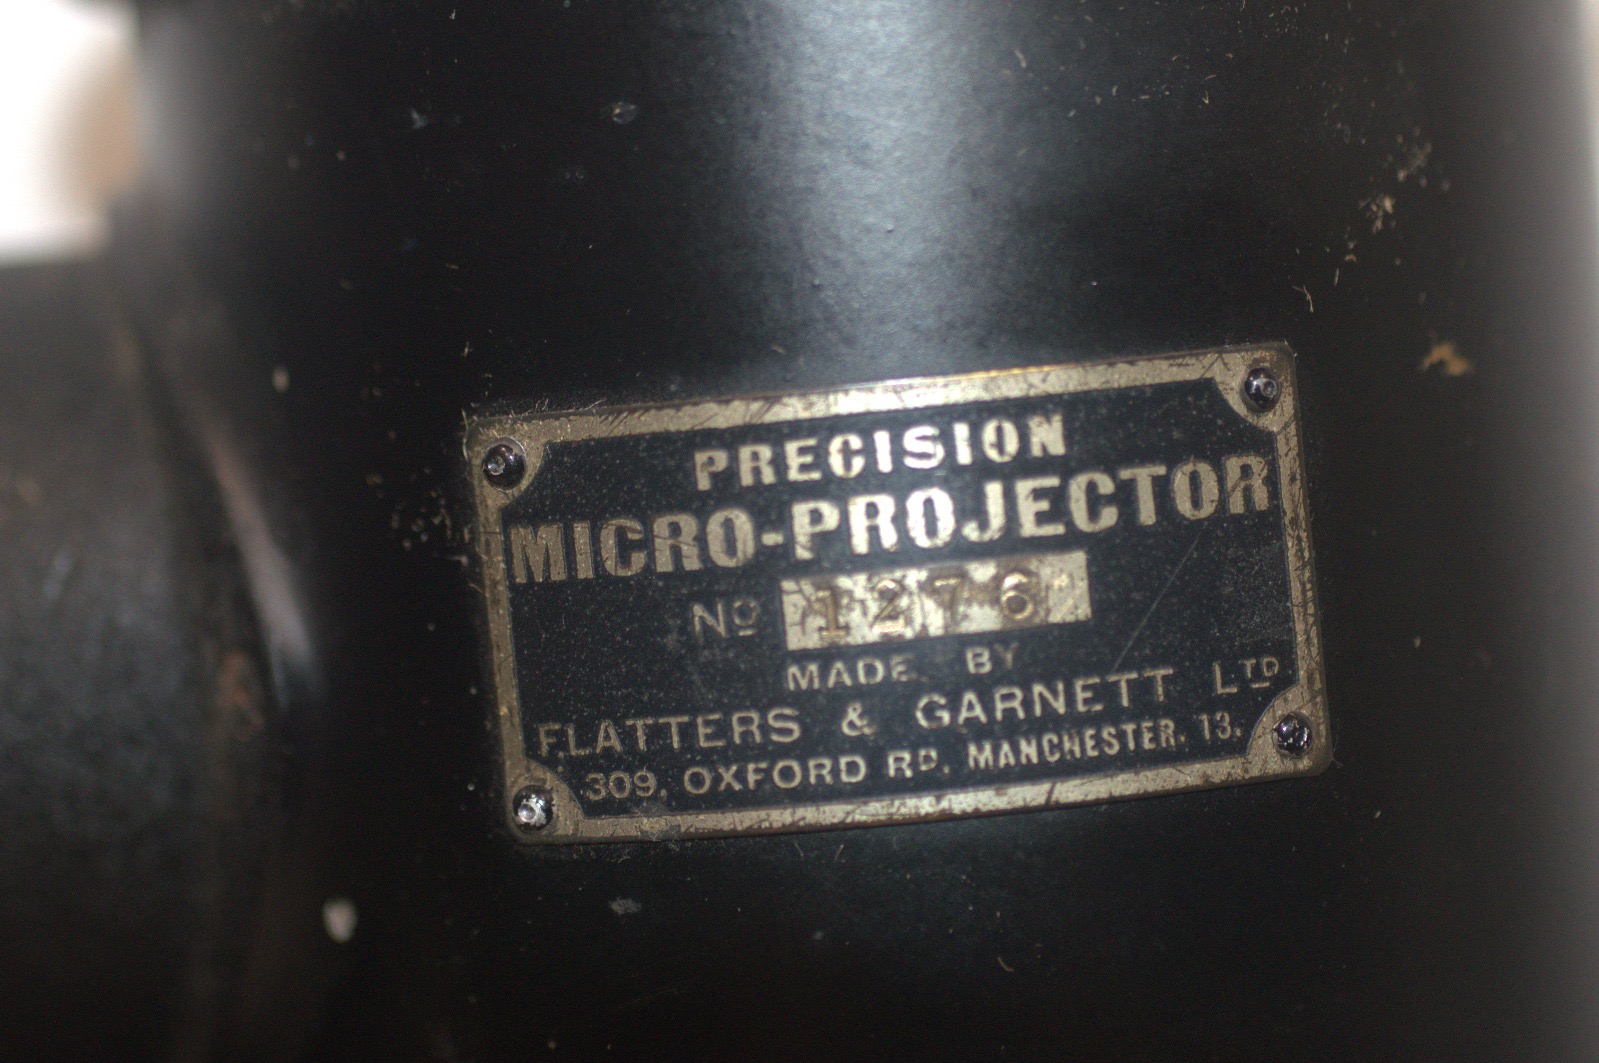 PRECISION
MICRO-PROJECTOR
No 1276
MADE BY
FLATTERS & GARNETT LTD
309, OXFORD RD, MANCHESTER. 13.